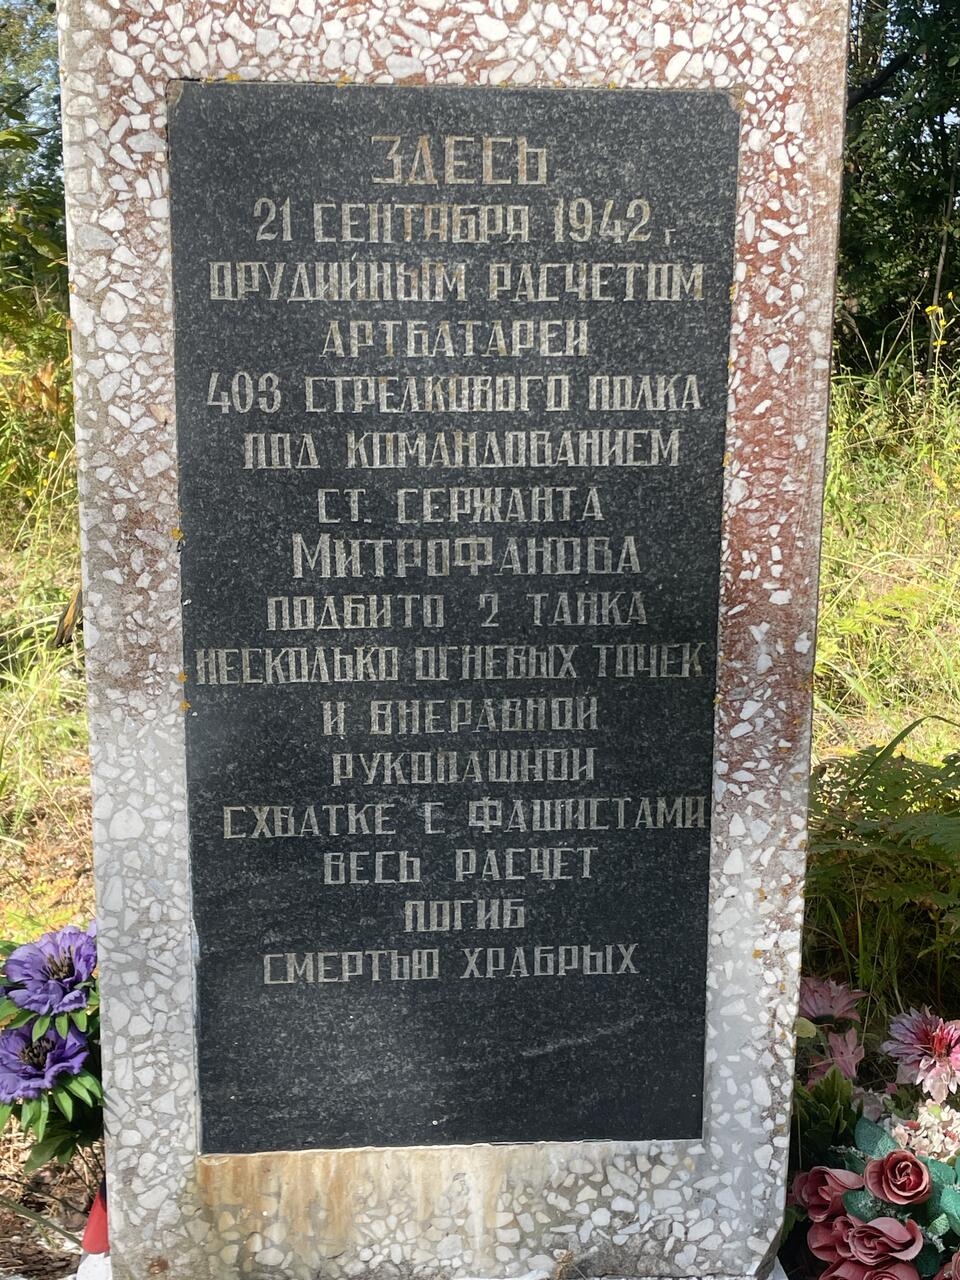 ЗДЕСЬ
21 СЕНТЯБРЯ 1942 г.
ОРУДИЙНЫМ РАСЧЕТОМ
АРТБАТАРЕИ
403 СТРЕЛКОВОГО ПОЛКА
ПОД КОМАНДОВАНИЕМ
СТ. СЕРЖАНТА
МИТРОФАНОВА
ПОДБИТО 2 ТАНКА
НЕСКОЛЬКО ОГНЕВЫХ ТОЧЕК
И ВНЕРАВНОЙ
РУКОПАШНОЙ
СХВАТКЕ С ФАШИСТАМИ
ВЕСЬ РАСЧЁТ
ПОГИБ
СМЕРТЬЮ ХРАБРЫХ